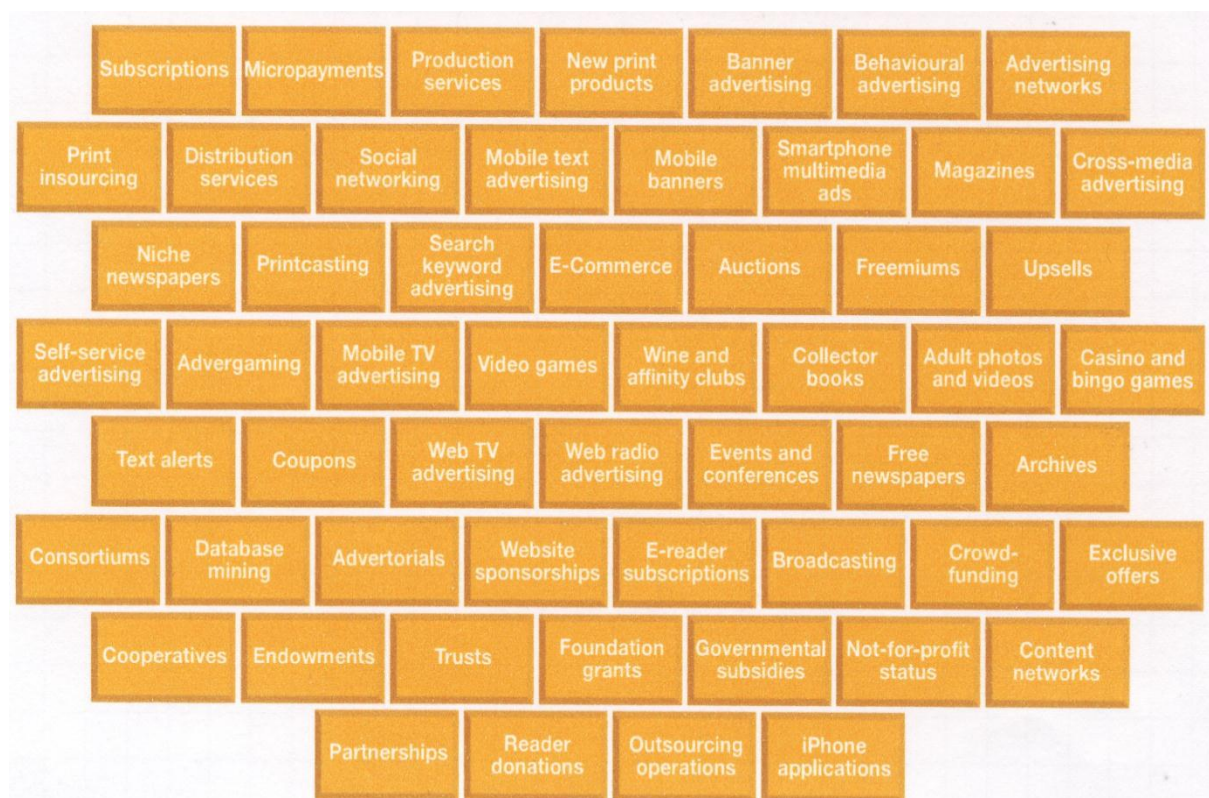 Subscriptions
Micropayments
Production
services
New print
products
Banner
advertising
Behavioural
advertising
Advertising
networks
Print
insourcing
Distribution
services
Social
networking
Mobile text
advertising
Mobile
banners
Smartphone
multimedia
ads
Magazines
Cross-media
advertising
Niche
newspapers
Printcasting
Search
keyword
advertising
E-Commerce
Auctions
Freemiums
Upsells
Self-service
advertising
Advergaming
Mobile TV
advertising
Video games
Wine and
affinity clubs
Collector
books
Adult photos
and videos
Casino and
bingo games
Text alerts
Coupons
Web TV
advertising
Web radio
advertising
Events and
conferences
Free
newspapers
Archives
Consortiums
Database
mining
Advertorials
Website
sponsorships
E-reader
subscriptions
Broadcasting
Crowd-
funding
Exclusive
offers
Cooperatives
Endowments
Trusts
Foundation
grants
Governmental
subsidies
Not-for-profit
status
Content
networks
Partnerships
Reader
donations
Outsourcing
operations
iPhone
applications